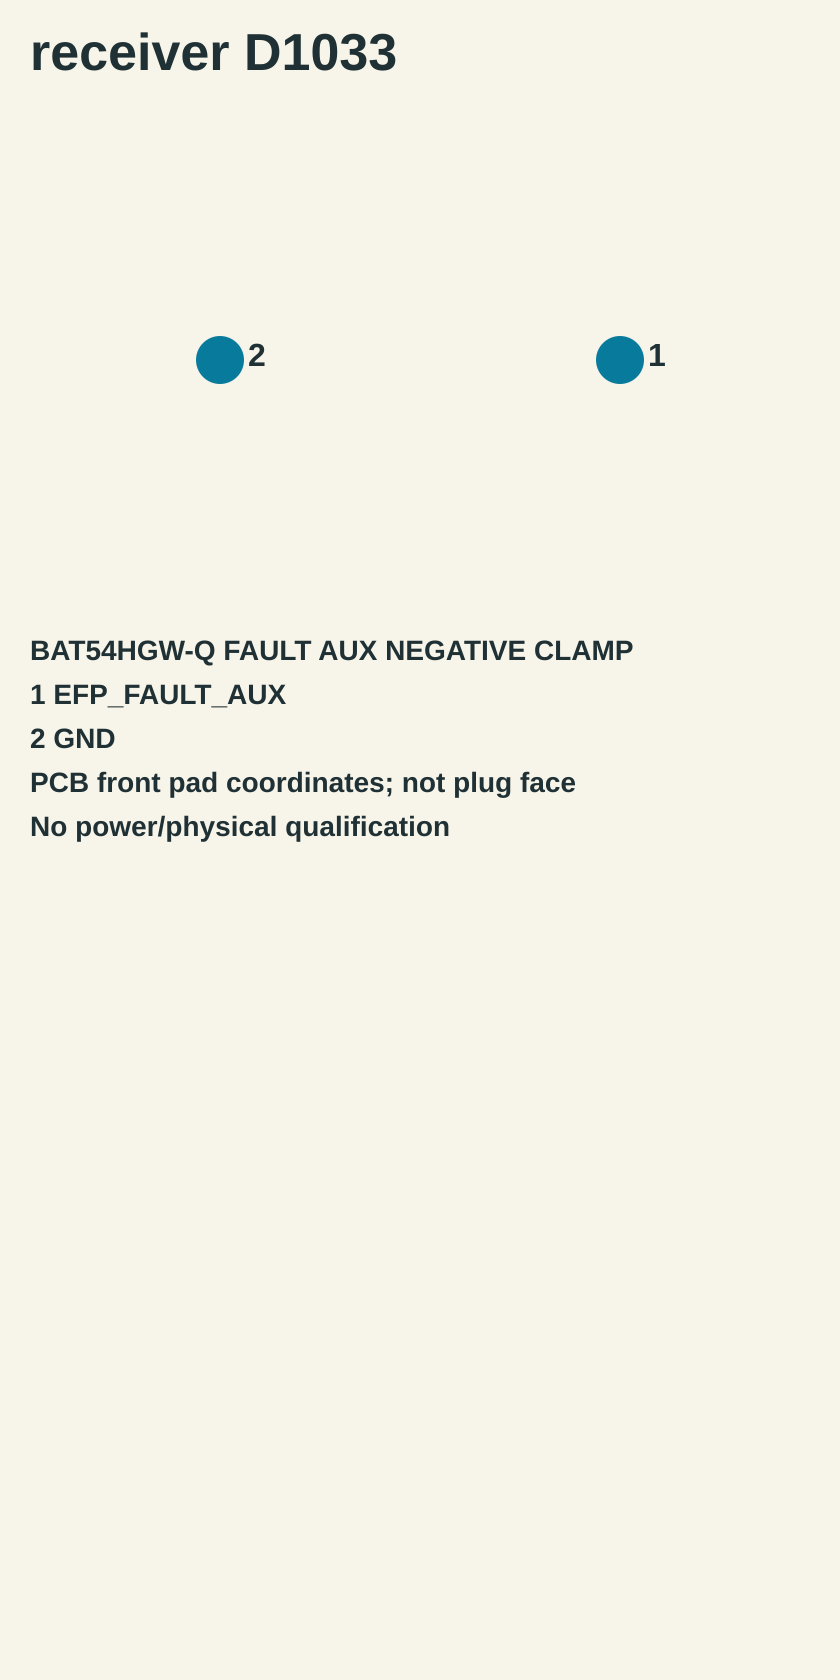 receiver D1033
2
1
BAT54HGW-Q FAULT AUX NEGATIVE CLAMP
1 EFP_FAULT_AUX
2 GND
PCB front pad coordinates; not plug face
No power/physical qualification